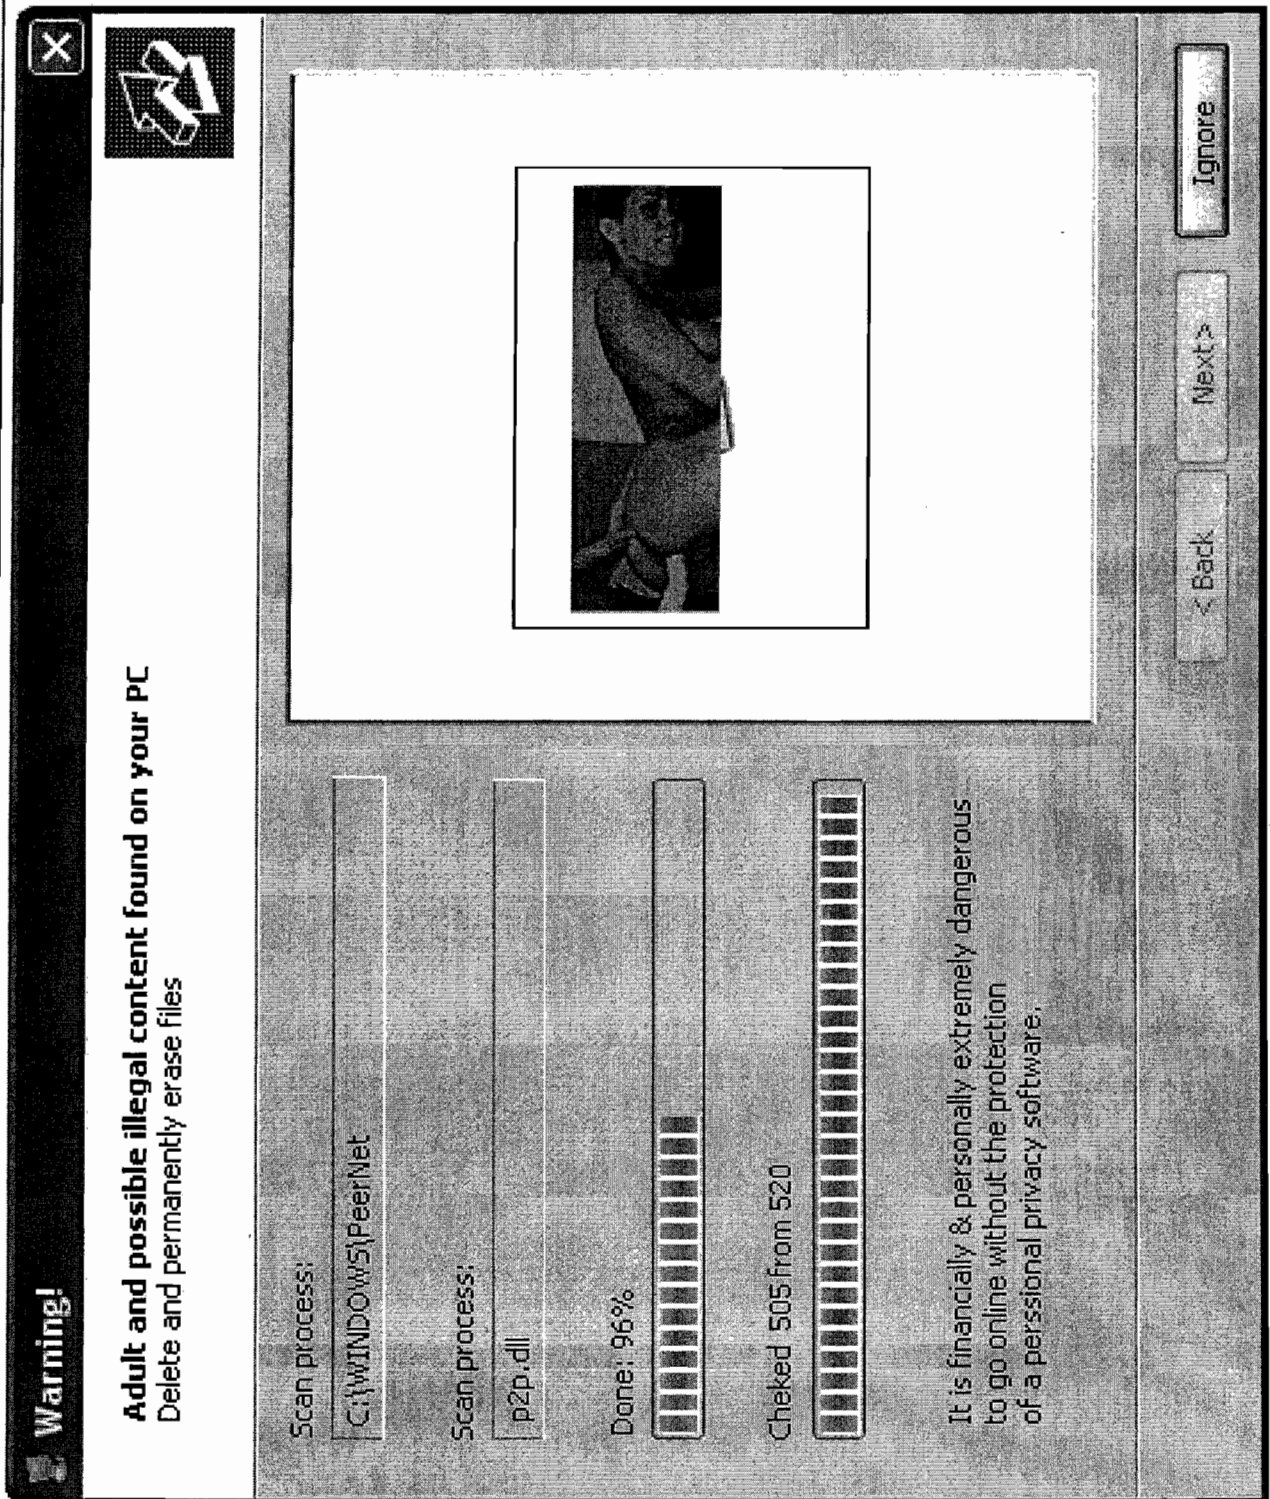 Warning!
Adult and possible illegal content found on your PC
Delete and permanently erase files
Scan process:
C:\WINDOWS\PeerNet
Scan process:
p2p.dll
Done: 96%
Cheked 505 from 520
It is financially & personally extremely dangerous
to go online without the protection
of a perssional privacy software.
< Back
Next >
Ignore